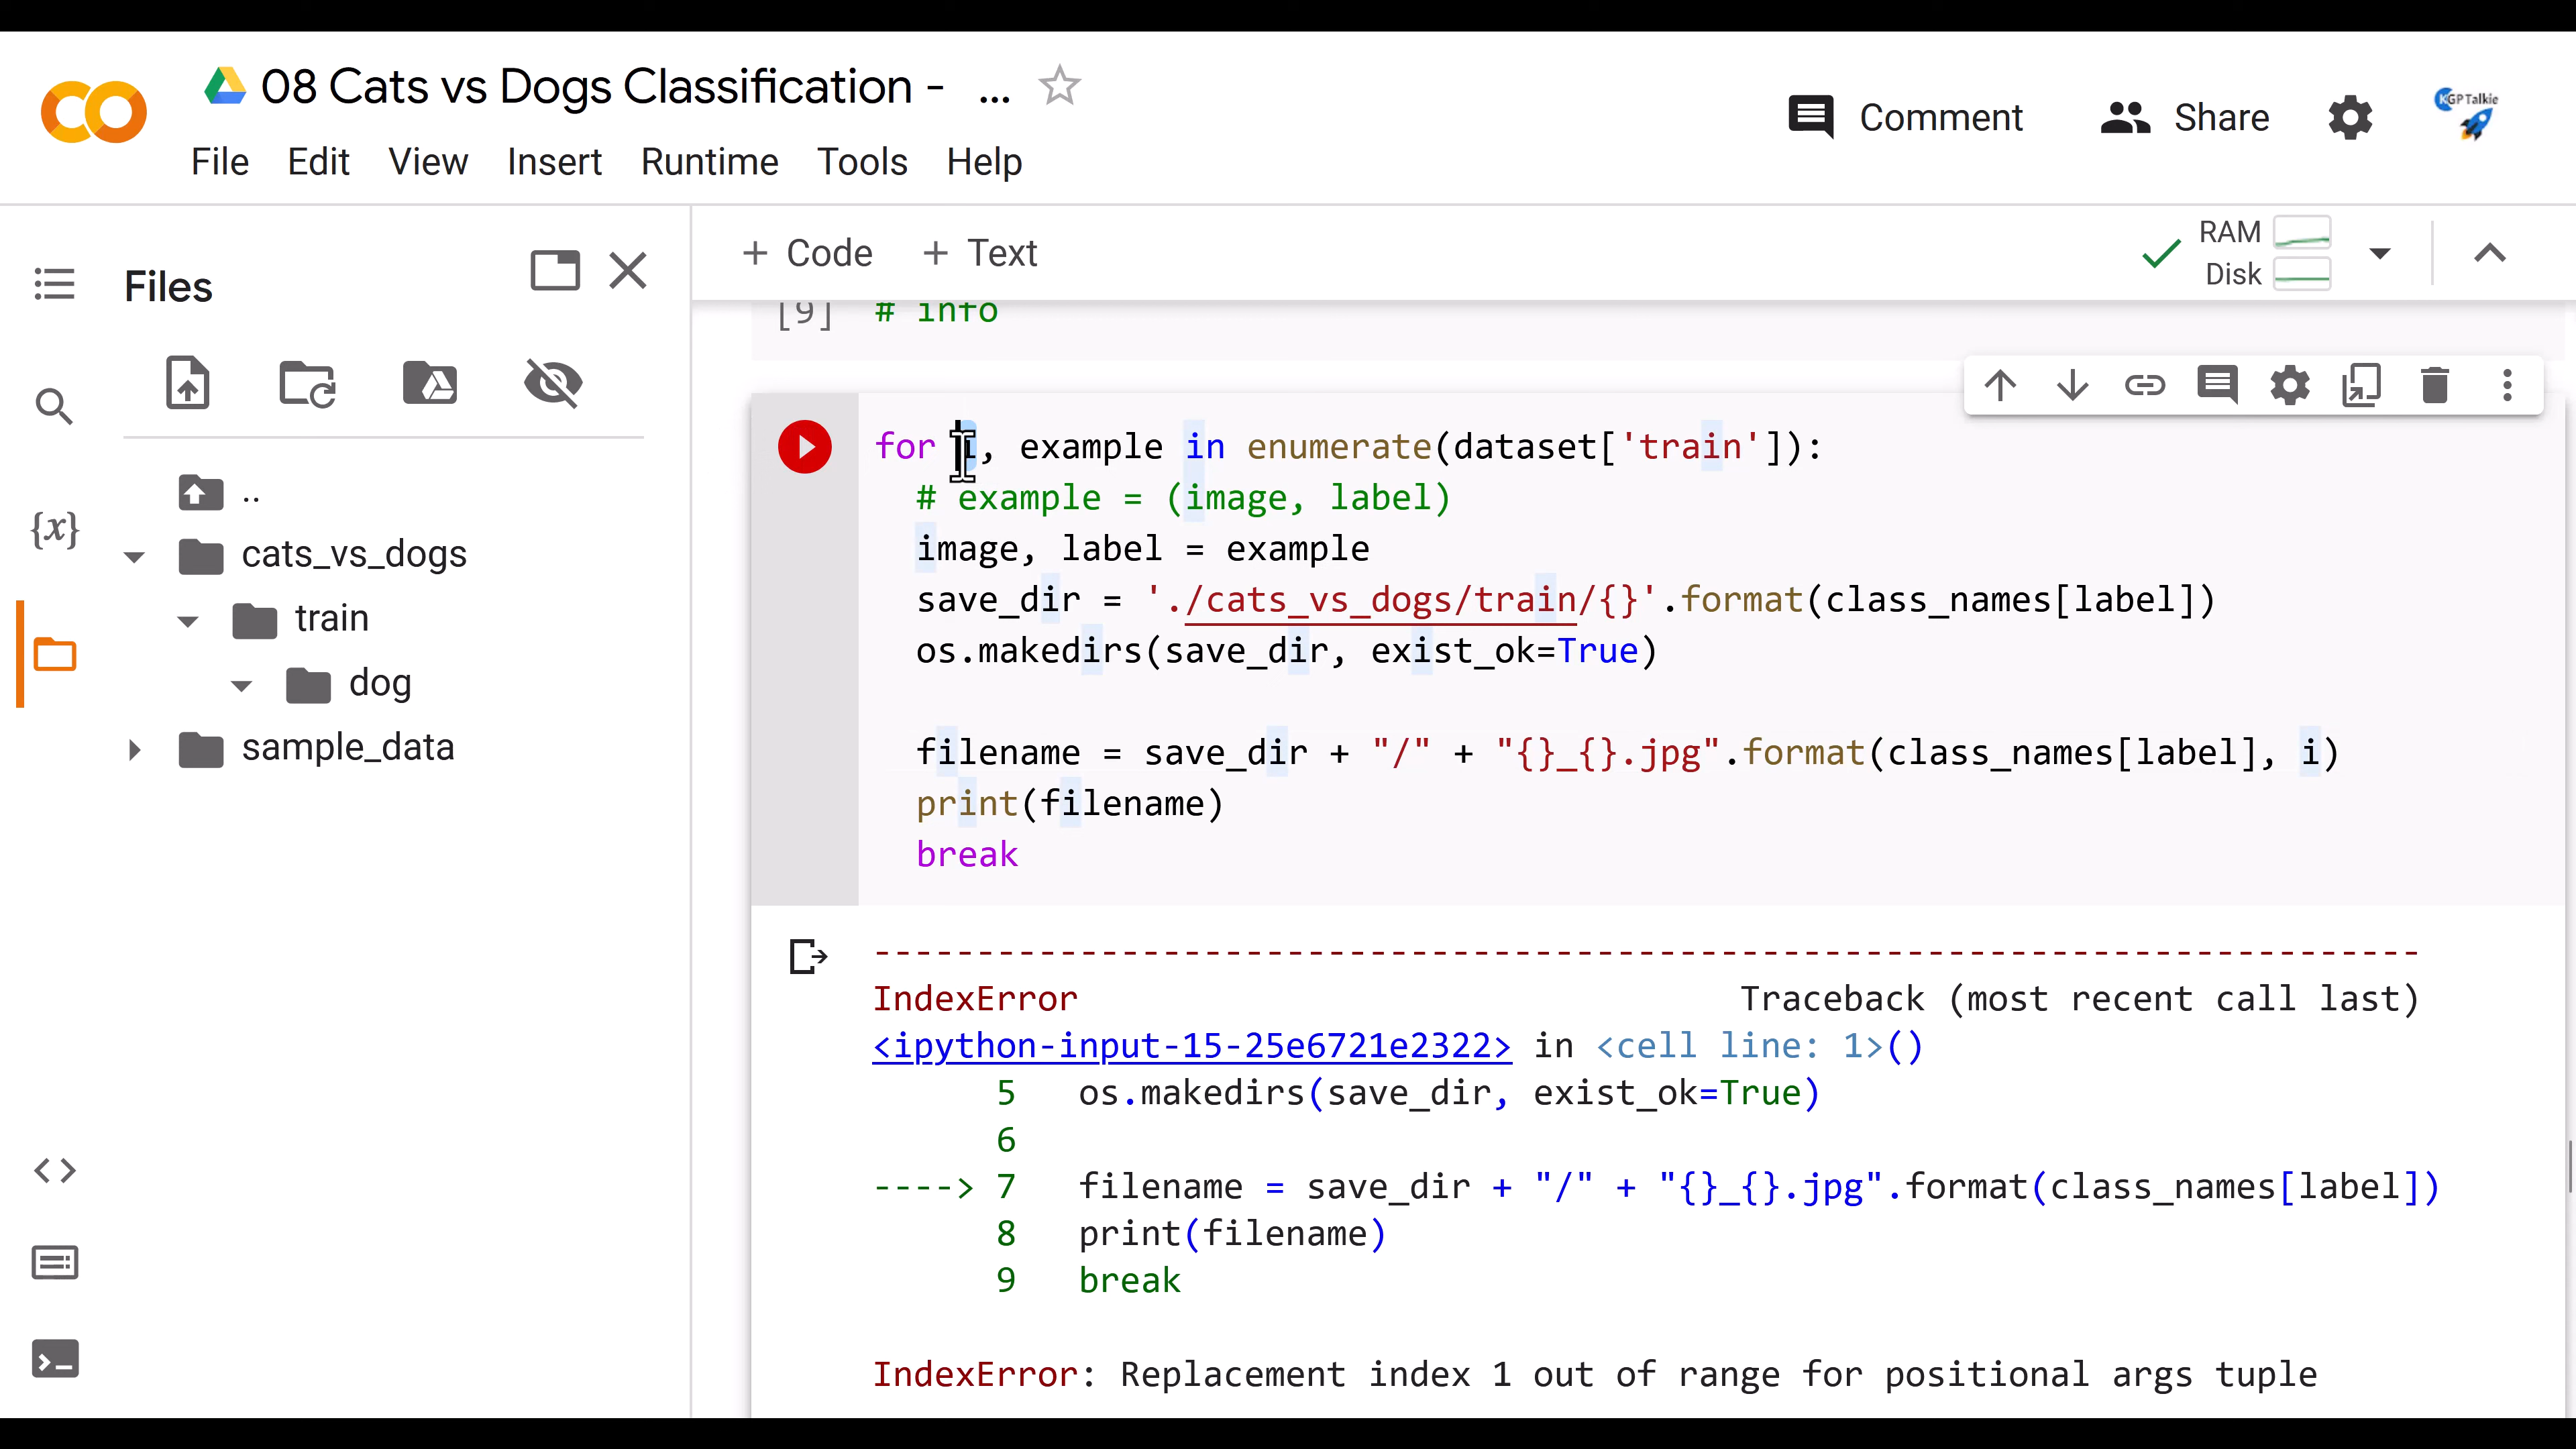 08 Cats vs Dogs Classification - ...
Comment
Share
KGP Talkie
File Edit View Insert Runtime Tools Help
Files
+ Code + Text
RAM
Disk
..
cats_vs_dogs
train
dog
sample_data
{x}
[9] # info
for i, example in enumerate(dataset['train']):
# example = (image, label)
image, label = example
save_dir = './cats_vs_dogs/train/{}'.format(class_names[label])
os.makedirs(save_dir, exist_ok=True)
filename = save_dir + "/" + "{}_{}.jpg".format(class_names[label], i)
print(filename)
break
--------------------------------------------------------------------------- 
IndexError Traceback (most recent call last)
<ipython-input-15-25e6721e2322> in <cell line: 1>()
5 os.makedirs(save_dir, exist_ok=True)
6
----> 7 filename = save_dir + "/" + "{}_{}.jpg".format(class_names[label])
8 print(filename)
9 break
IndexError: Replacement index 1 out of range for positional args tuple